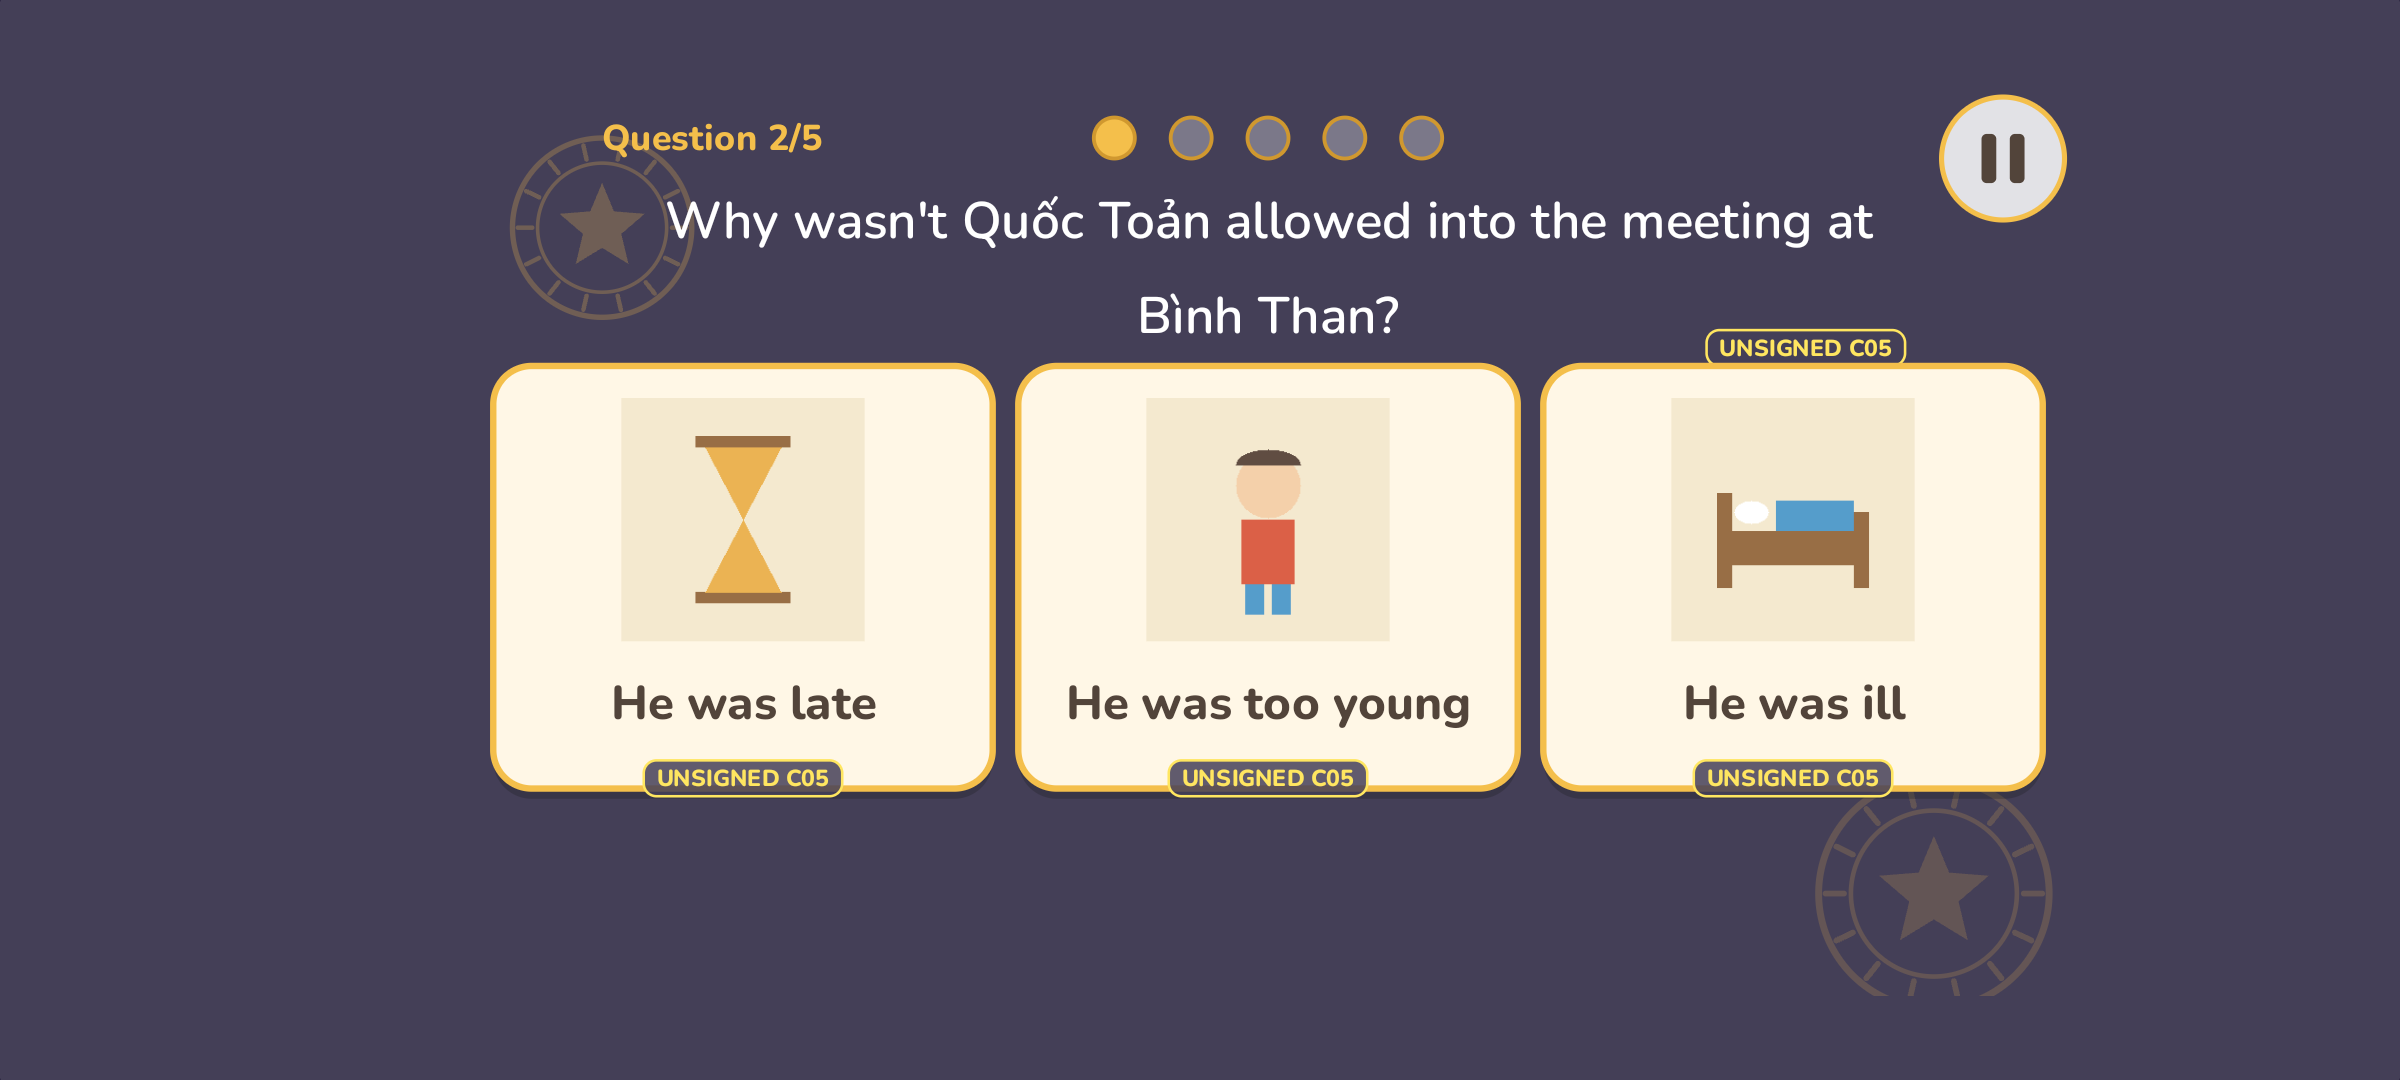 Question 2/5
Why wasn't Quốc Toản allowed into the meeting at
Bình Than?
UNSIGNED C05
He was late
He was too young
He was ill
UNSIGNED C05
UNSIGNED C05
UNSIGNED C05